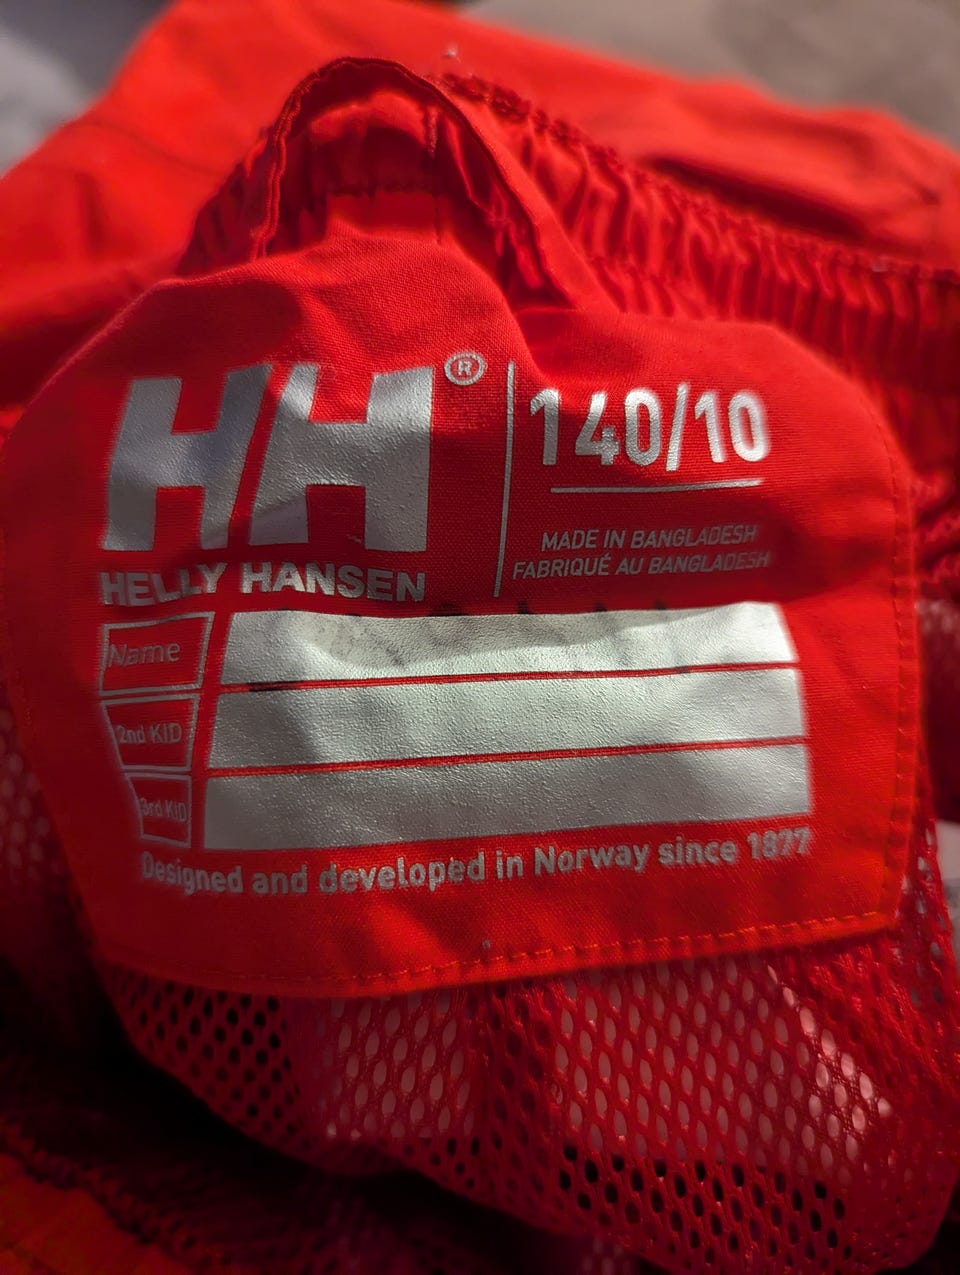 HH®
HELLY HANSEN
140/10
MADE IN BANGLADESH
FABRIQUÉ AU BANGLADESH
Name
2nd KID
3rd KID
Designed and developed in Norway since 1877